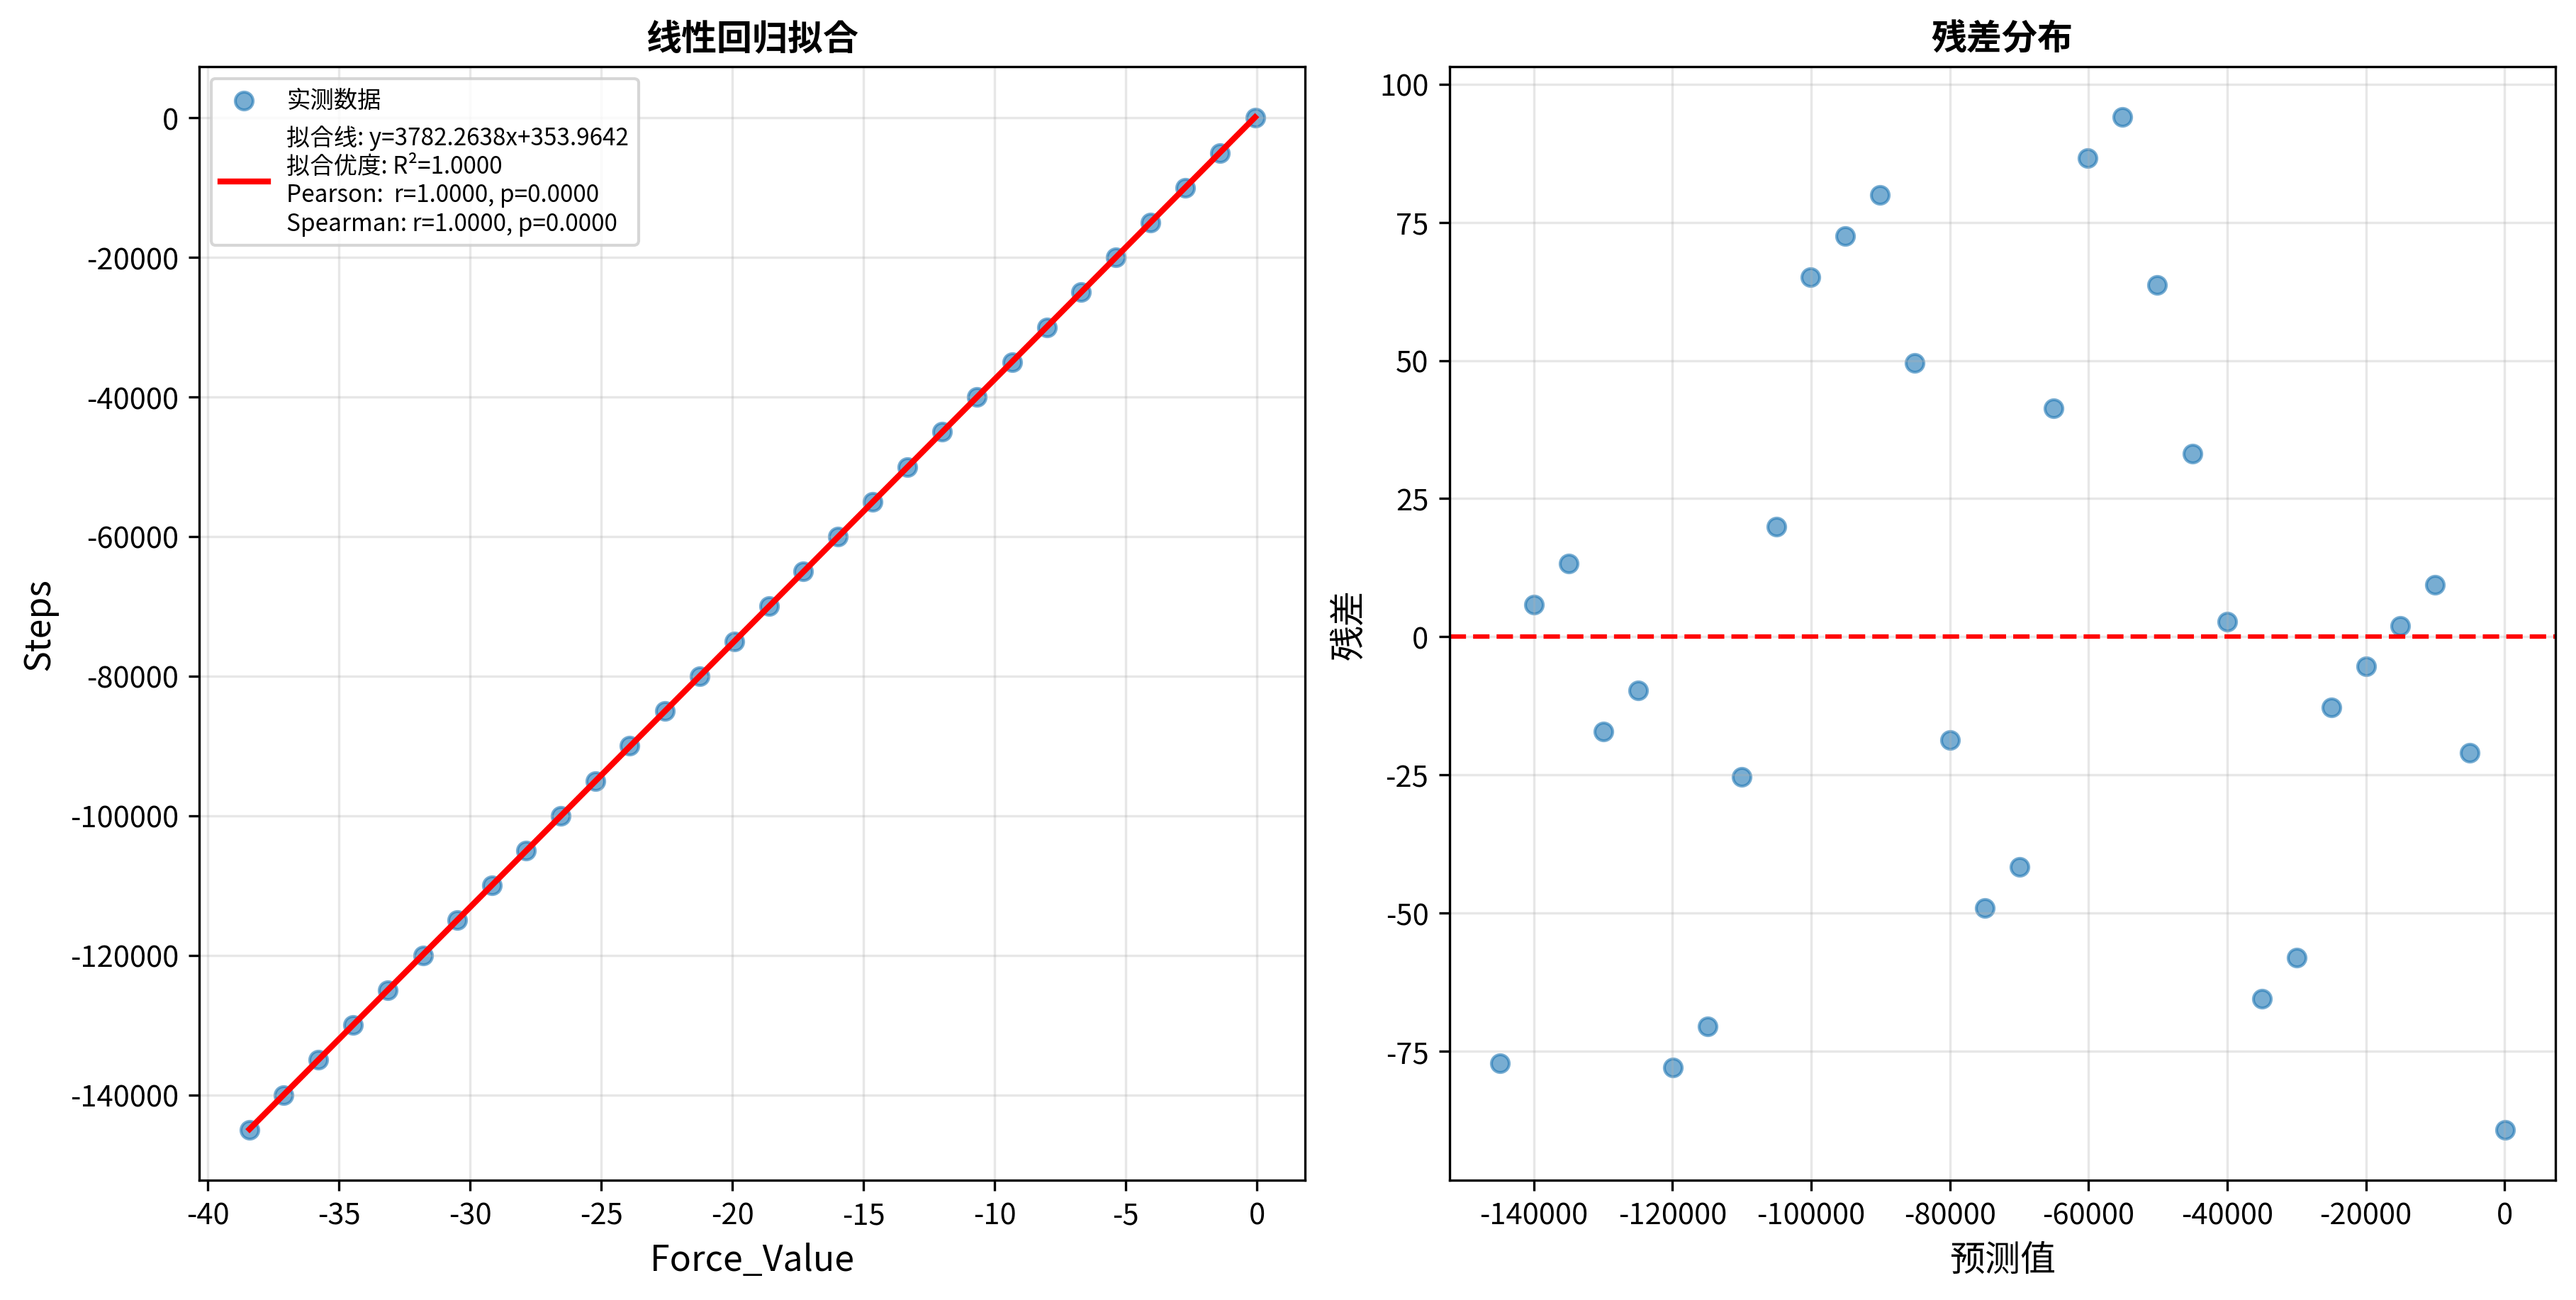 线性回归拟合
实测数据
拟合线: y=3782.2638x+353.9642
拟合优度: R²=1.0000
Pearson:  r=1.0000, p=0.0000
Spearman: r=1.0000, p=0.0000
0
-20000
-40000
-60000
-80000
-100000
-120000
-140000
Steps
-40 -35 -30 -25 -20 -15 -10 -5 0
Force_Value
残差分布
100
75
50
25
0
-25
-50
-75
残差
-140000 -120000 -100000 -80000 -60000 -40000 -20000 0
预测值